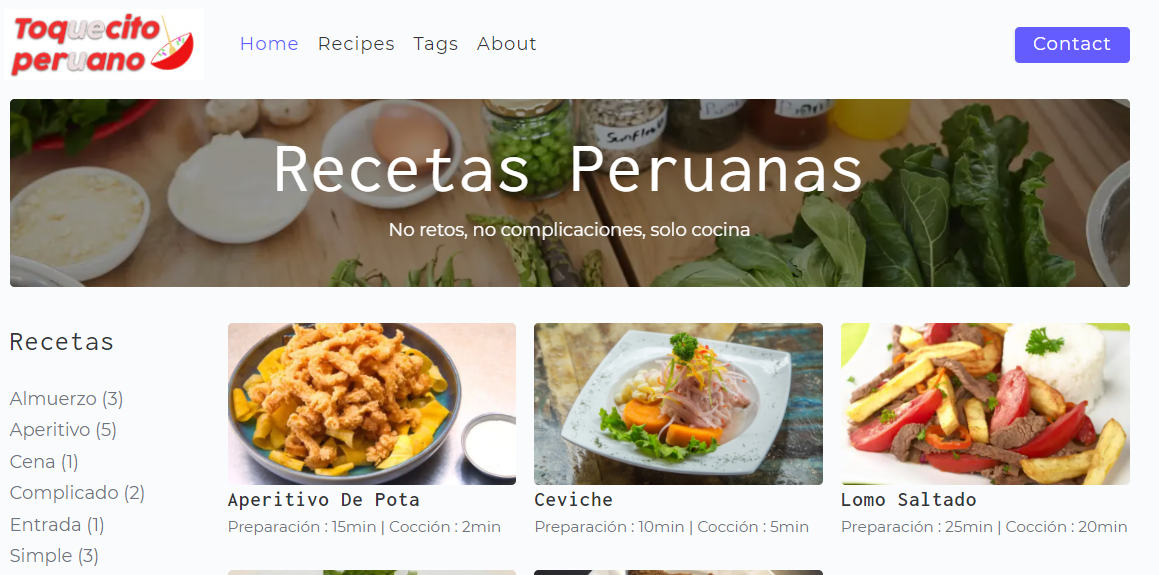 Toquecito
peruano
Home Recipes Tags About
Contact
Sunflow
Recetas Peruanas
No retos, no complicaciones, solo cocina
Recetas
Almuerzo (3)
Aperitivo (5)
Cena (1)
Complicado (2)
Entrada (1)
Simple (3)
Aperitivo De Pota
Preparación : 15min | Cocción : 2min
Ceviche
Preparación : 10min | Cocción : 5min
Lomo Saltado
Preparación : 25min | Cocción : 20min